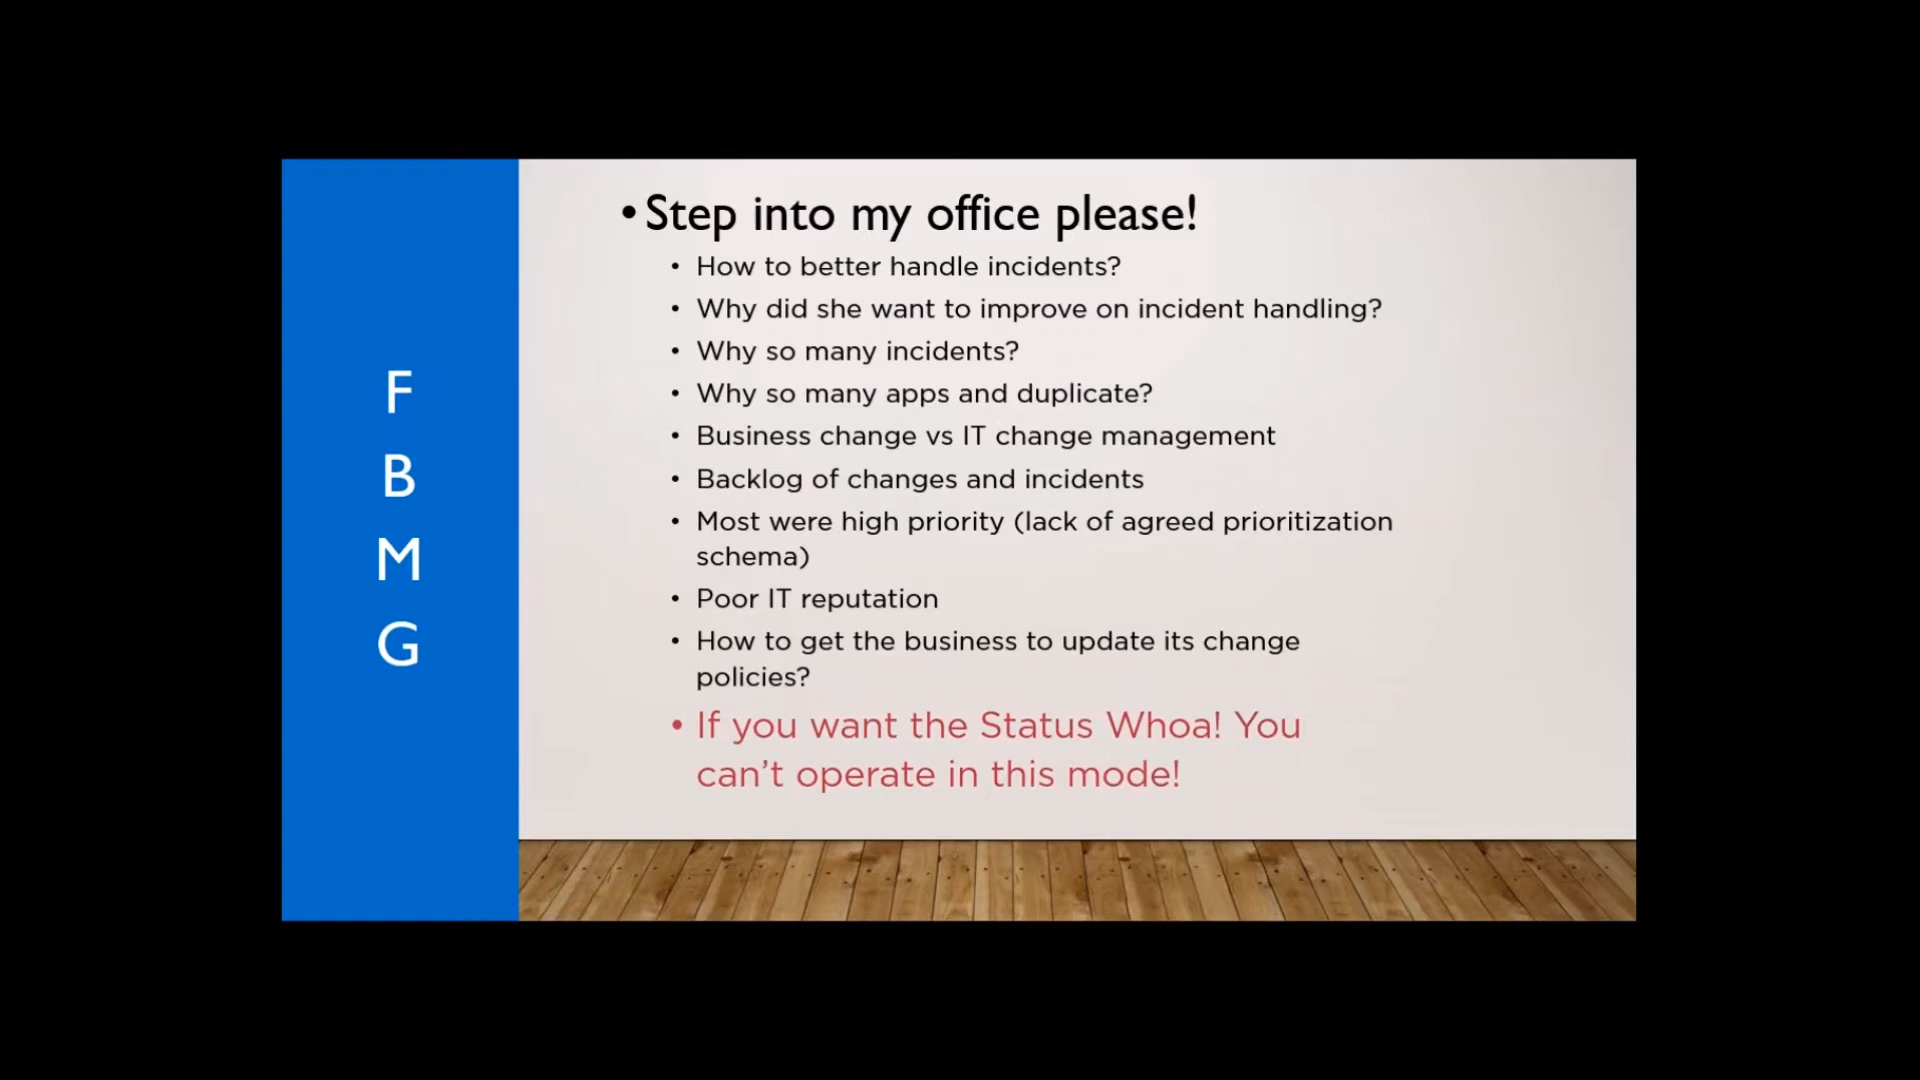 F
B
M
G
• Step into my office please!
• How to better handle incidents?
• Why did she want to improve on incident handling?
• Why so many incidents?
• Why so many apps and duplicate?
• Business change vs IT change management
• Backlog of changes and incidents
• Most were high priority (lack of agreed prioritization
schema)
• Poor IT reputation
• How to get the business to update its change
policies?
• If you want the Status Whoa! You
can’t operate in this mode!